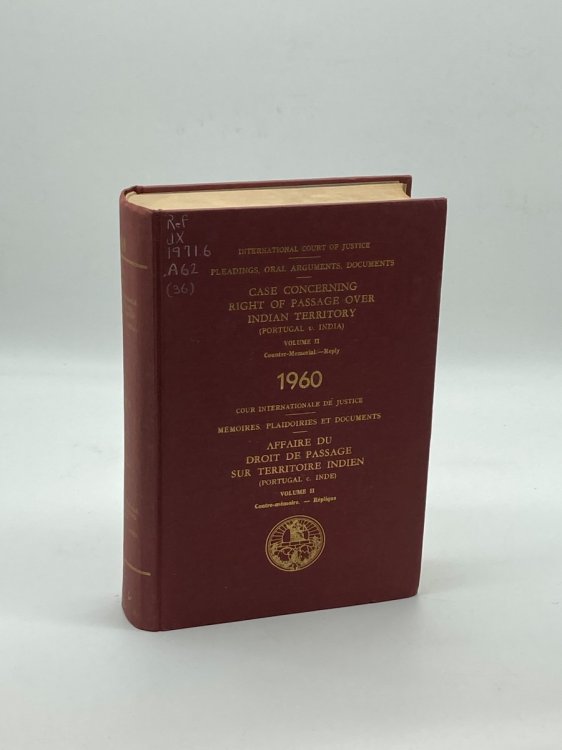 Ref
JX
1971.6
.A62
(36)
INTERNATIONAL COURT OF JUSTICE
PLEADINGS, ORAL ARGUMENTS, DOCUMENTS
CASE CONCERNING
RIGHT OF PASSAGE OVER
INDIAN TERRITORY
(PORTUGAL v. INDIA)
VOLUME II
Counter-Memorial.—Reply
1960
COUR INTERNATIONALE DE JUSTICE
MÉMOIRES, PLAIDOIRIES ET DOCUMENTS
AFFAIRE DU
DROIT DE PASSAGE
SUR TERRITOIRE INDIEN
(PORTUGAL c. INDE)
VOLUME II
Contre-mémoire. — Réplique